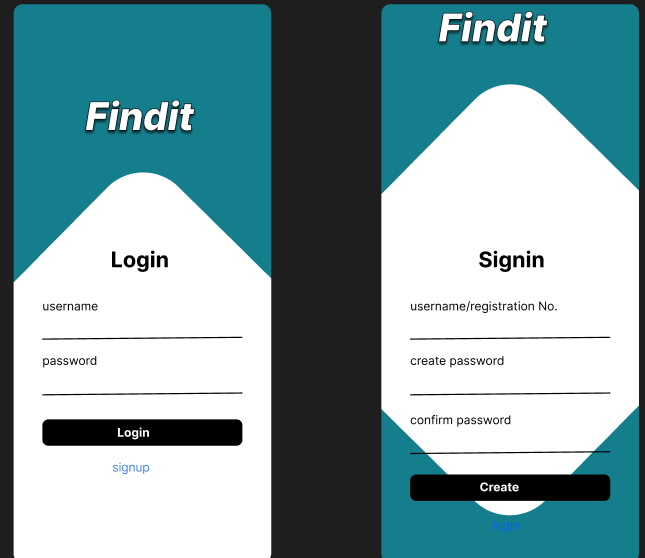 Findit
Login
username
password
Login
signup
Findit
Signin
username/registration No.
create password
confirm password
Create
login